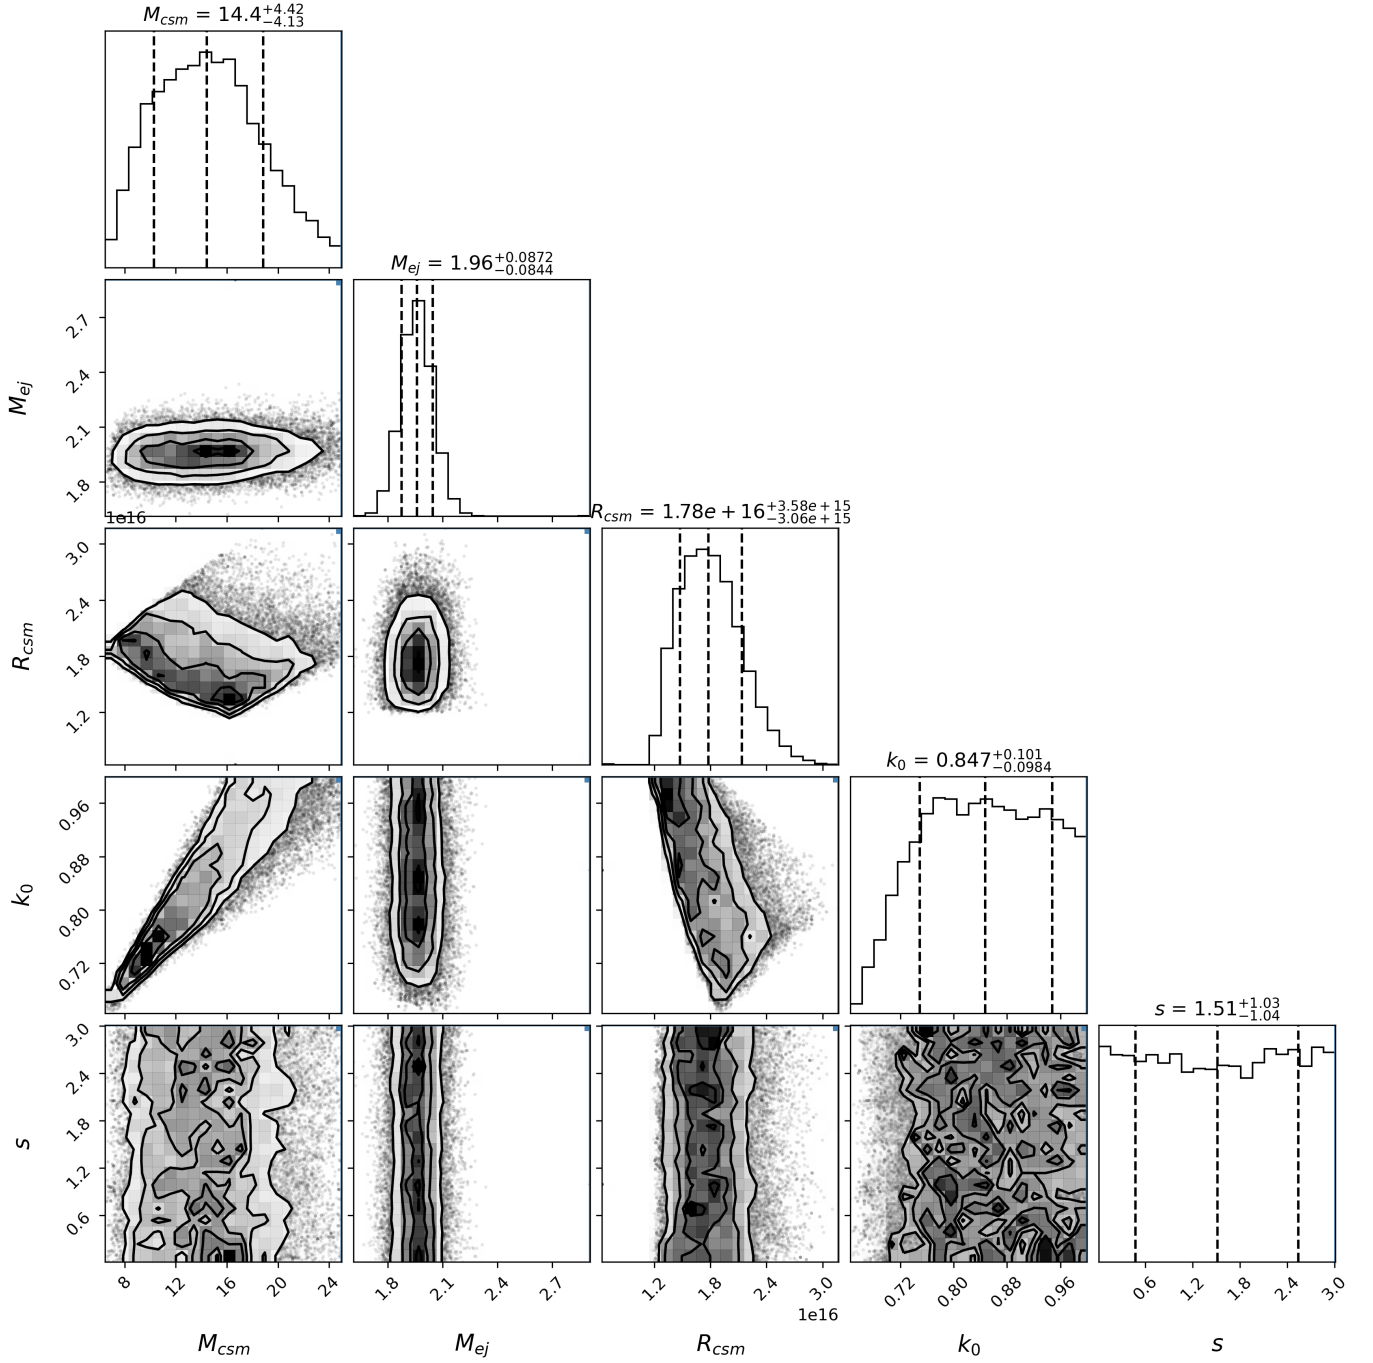 M_csm = 14.4^{+4.42}_{-4.13}
M_ej = 1.96^{+0.0872}_{-0.0844}
2.7
2.4
2.1
1.8
M_ej
1e16
R_csm = 1.78e + 16^{+3.58e+15}_{-3.06e+15}
3.0
2.4
1.8
1.2
R_csm
k_0 = 0.847^{+0.101}_{-0.0984}
0.96
0.88
0.80
0.72
k_0
s = 1.51^{+1.03}_{-1.04}
3.0
2.4
1.8
1.2
0.6
s
8 12 16 20 24
1.8 2.1 2.4 2.7
1.2 1.8 2.4 3.0
0.72 0.80 0.88 0.96
0.6 1.2 1.8 2.4 3.0
1e16
M_csm M_ej R_csm k_0 s